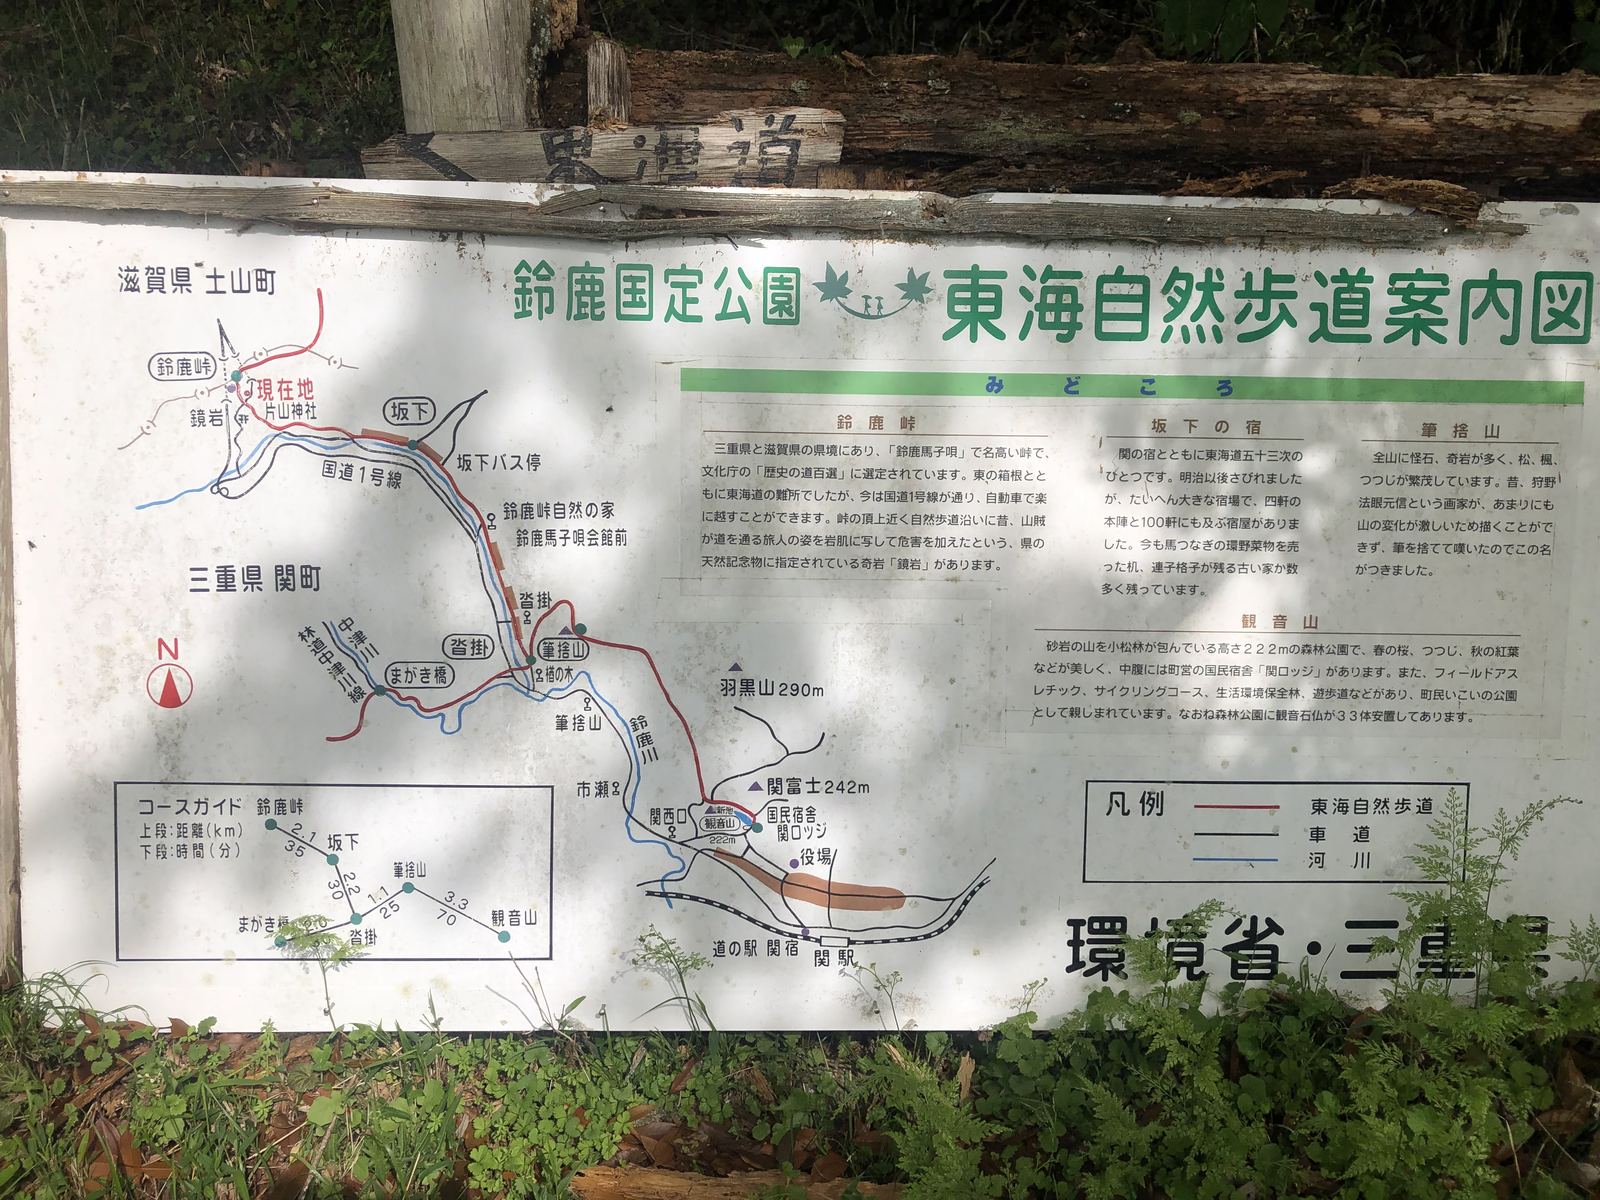 東海道
滋賀県 土山町
鈴鹿国定公園
東海自然歩道案内図
鈴鹿峠
現在地
片山神社
鏡岩
坂下
坂下バス停
国道1号線
鈴鹿峠自然の家
鈴鹿馬子唄会館前
三重県 関町
沓掛
沓掛
筆捨山
楢の木
中津川
林道中津川線
まがき橋
筆捨山
鈴鹿川
羽黒山290m
市瀬
関富士242m
関西口
新池
観音山
222m
国民宿舎
関ロッジ
役場
道の駅 関宿
関駅
N
みどころ
鈴鹿峠
三重県と滋賀県の県境にあり、「鈴鹿馬子唄」で名高い峠で、
文化庁の「歴史の道百選」に選定されています。東の箱根とと
もに東海道の難所でしたが、今は国道1号線が通り、自動車で楽
に越すことができます。峠の頂上近く自然歩道沿いに昔、山賊
が道を通る旅人の姿を岩肌に写して危害を加えたという、県の
天然記念物に指定されている奇岩「鏡岩」があります。
坂下の宿
関の宿とともに東海道五十三次の
ひとつです。明治以後さびれました
が、たいへん大きな宿場で、四軒の
本陣と100軒にも及ぶ宿屋がありま
した。今も馬つなぎの環野菜物を売
った机、連子格子が残る古い家か数
多く残っています。
筆捨山
全山に怪石、奇岩が多く、松、楓、
つつじが繁茂しています。昔、狩野
法眼元信という画家が、あまりにも
山の変化が激しいため描くことがで
きず、筆を捨てて嘆いたのでこの名
がつきました。
観音山
砂岩の山を小松林が包んでいる高さ222mの森林公園で、春の桜、つつじ、秋の紅葉
などが美しく、中腹には町営の国民宿舎「関ロッジ」があります。また、フィールドアス
レチック、サイクリングコース、生活環境保全林、遊歩道などがあり、町民いこいの公園
として親しまれています。なおね森林公園に観音石仏が33体安置してあります。
コースガイド
上段:距離(km)
下段:時間(分)
鈴鹿峠
2.1
35
坂下
2.2
30
筆捨山
1.1
25
3.3
70
観音山
まがき橋
沓掛
凡例
東海自然歩道
車道
河川
環境省・三重県